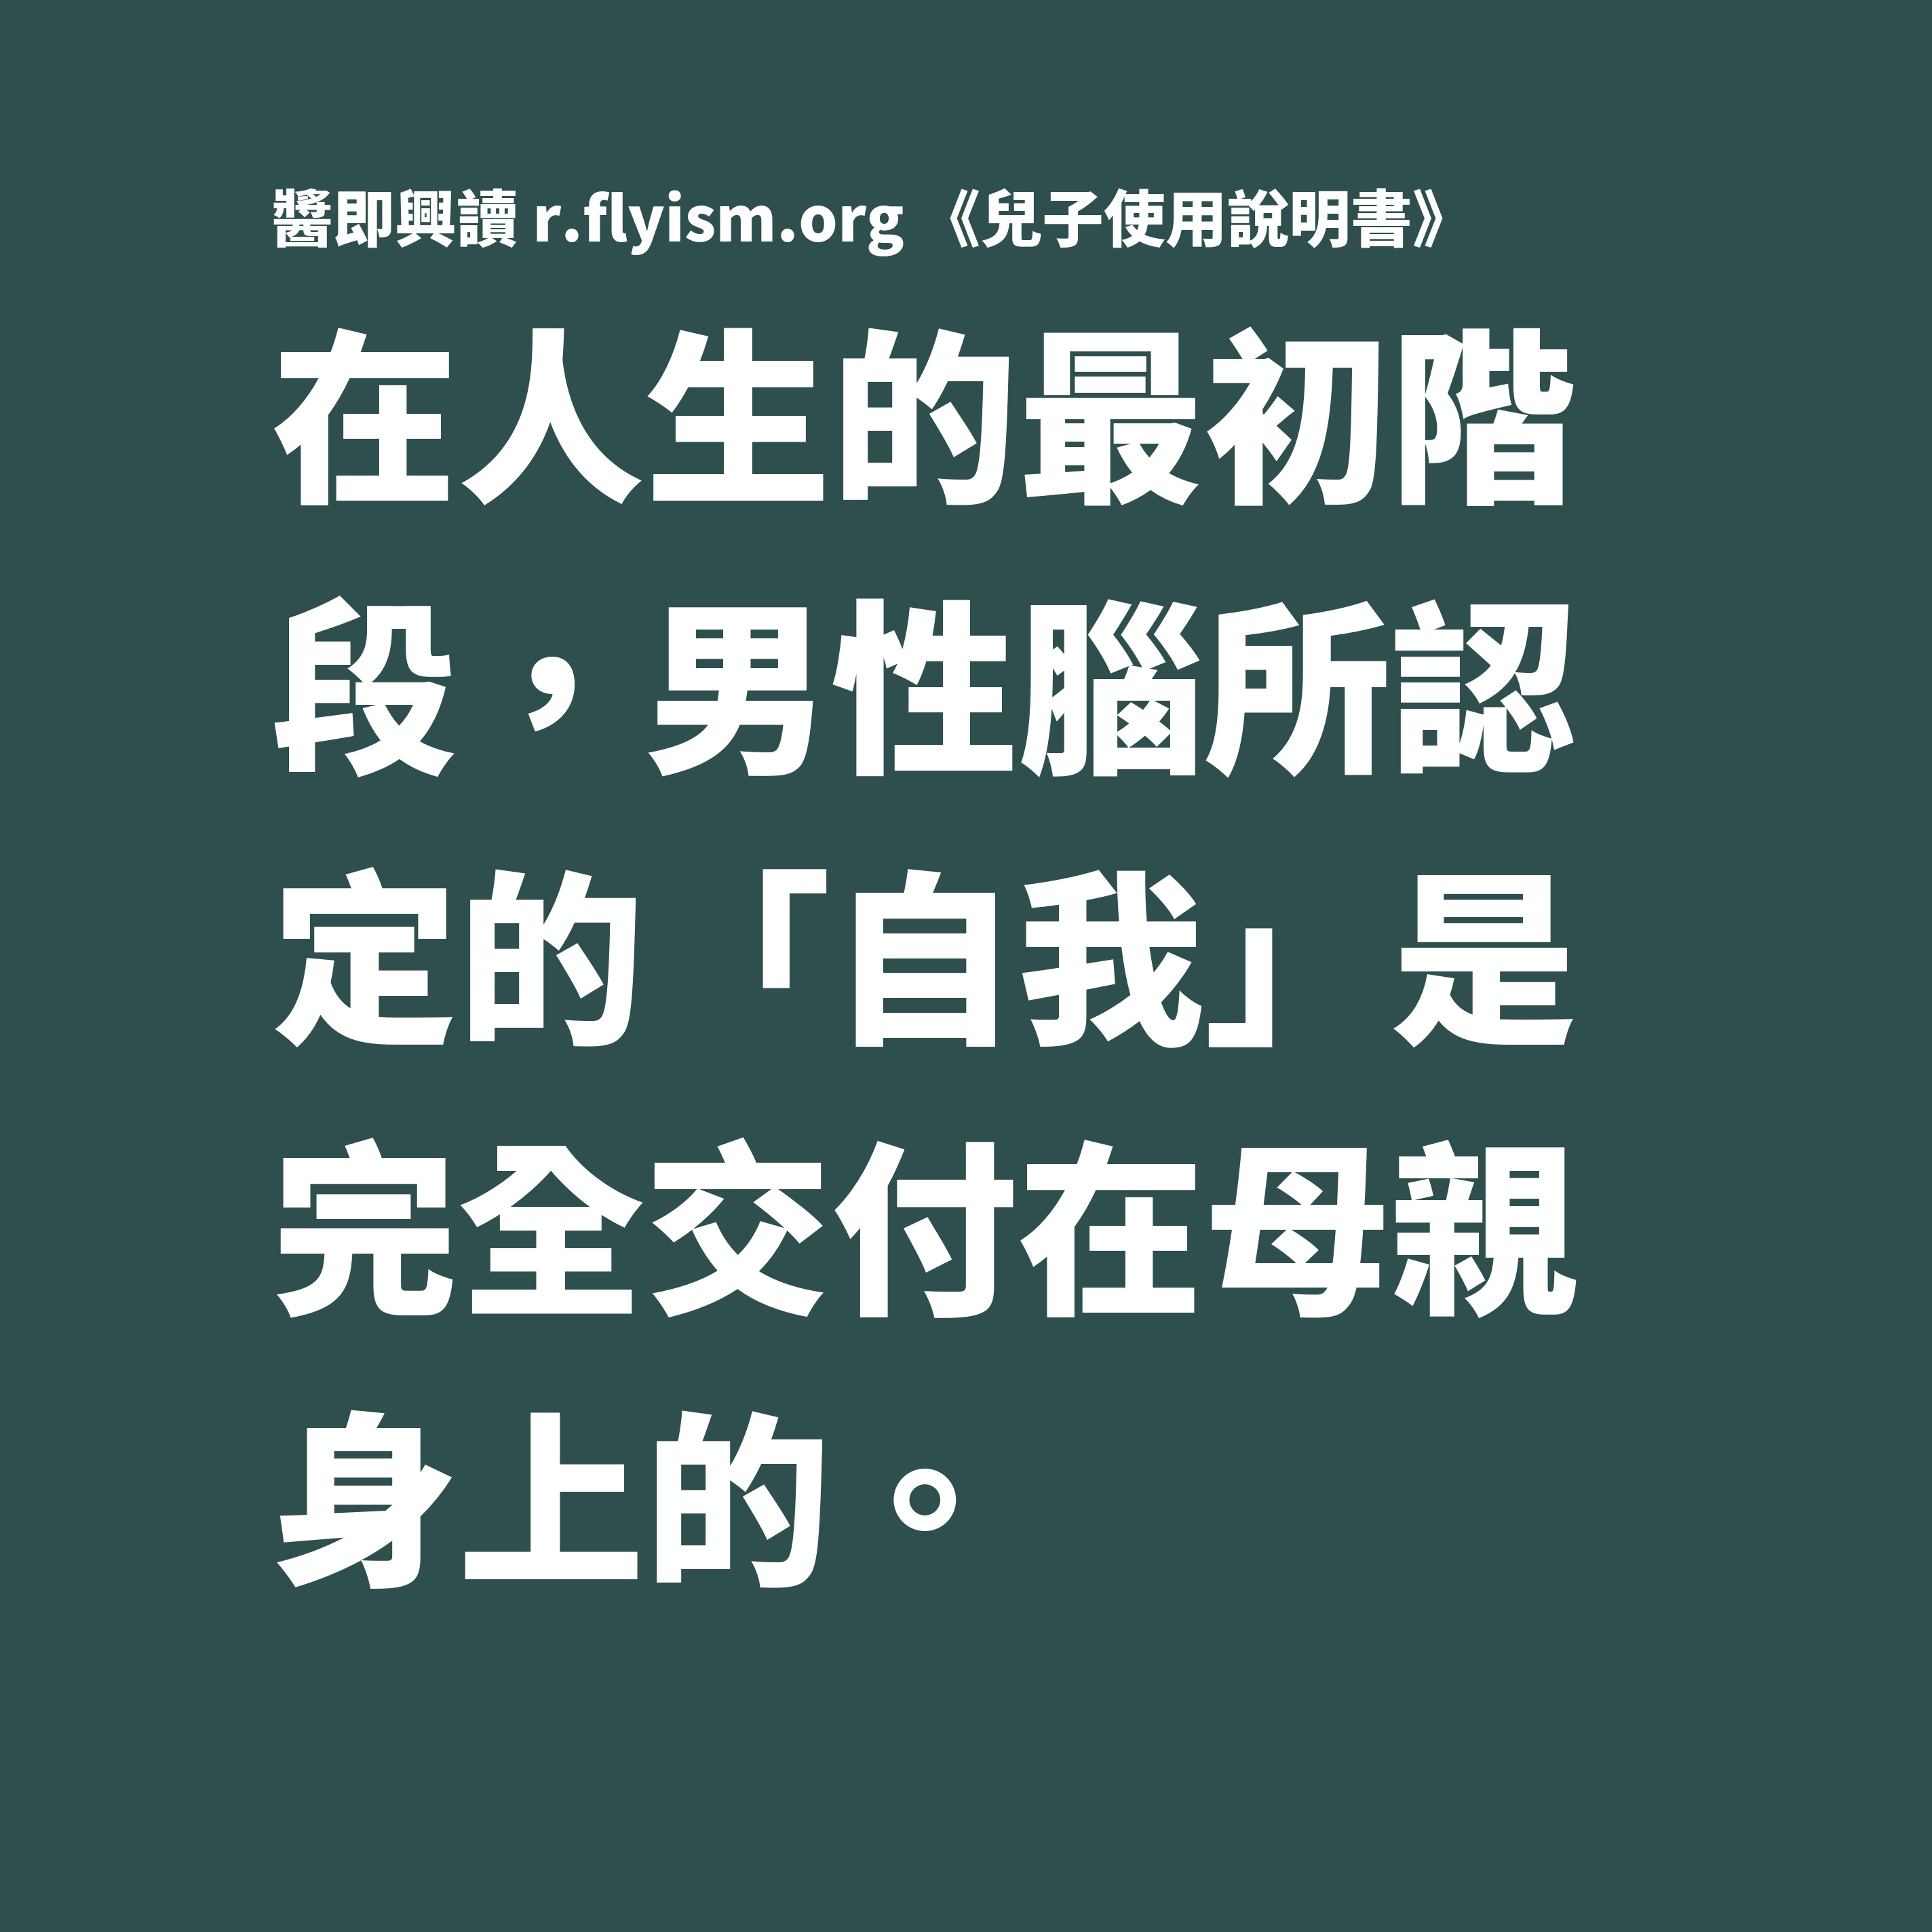 馨即興讀 r.flyism.org《兒子使用說明書》
在人生的最初階
段，男性腦所認
定的「自我」是
完全交付在母親
身上的。